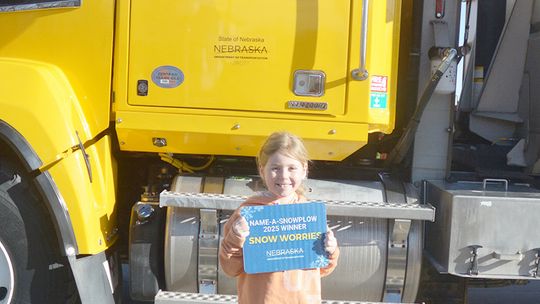 State of Nebraska
NEBRASKA
DEPARTMENT OF TRANSPORTATION
NAME-A-SNOWPLOW
2025 WINNER
SNOW WORRIES
NEBRASKA